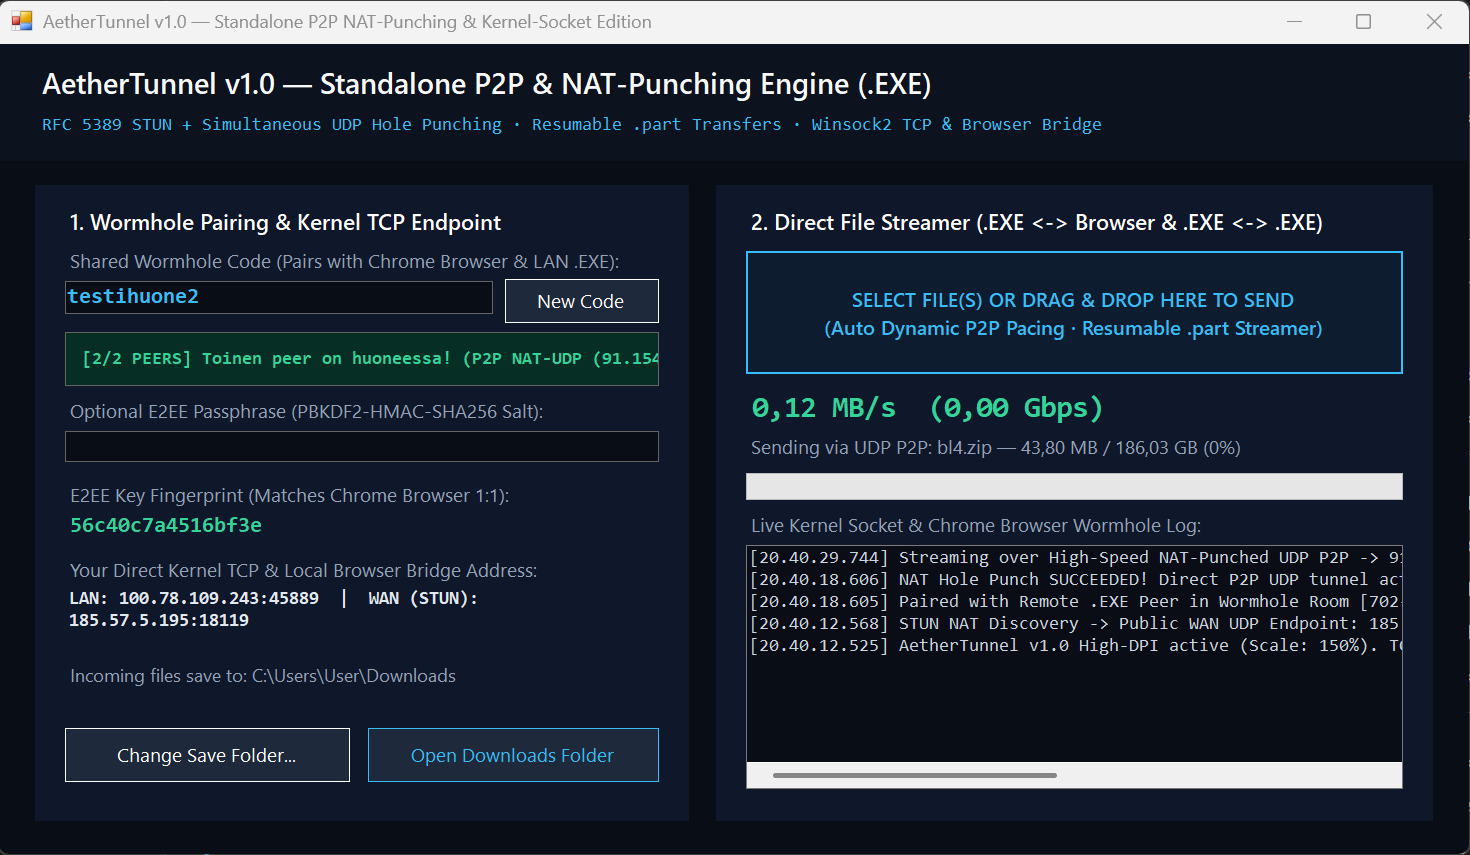 AetherTunnel v1.0 — Standalone P2P NAT-Punching & Kernel-Socket Edition
AetherTunnel v1.0 — Standalone P2P & NAT-Punching Engine (.EXE)
RFC 5389 STUN + Simultaneous UDP Hole Punching · Resumable .part Transfers · Winsock2 TCP & Browser Bridge
1. Wormhole Pairing & Kernel TCP Endpoint
Shared Wormhole Code (Pairs with Chrome Browser & LAN .EXE):
testihuone2
New Code
[2/2 PEERS] Toinen peer on huoneessa! (P2P NAT-UDP (91.154
Optional E2EE Passphrase (PBKDF2-HMAC-SHA256 Salt):
E2EE Key Fingerprint (Matches Chrome Browser 1:1):
56c40c7a4516bf3e
Your Direct Kernel TCP & Local Browser Bridge Address:
LAN: 100.78.109.243:45889 | WAN (STUN):
185.57.5.195:18119
Incoming files save to: C:\Users\User\Downloads
Change Save Folder...
Open Downloads Folder
2. Direct File Streamer (.EXE <-> Browser & .EXE <-> .EXE)
SELECT FILE(S) OR DRAG & DROP HERE TO SEND
(Auto Dynamic P2P Pacing · Resumable .part Streamer)
0,12 MB/s (0,00 Gbps)
Sending via UDP P2P: bl4.zip — 43,80 MB / 186,03 GB (0%)
Live Kernel Socket & Chrome Browser Wormhole Log:
[20.40.29.744] Streaming over High-Speed NAT-Punched UDP P2P -> 91
[20.40.18.606] NAT Hole Punch SUCCEEDED! Direct P2P UDP tunnel act
[20.40.18.605] Paired with Remote .EXE Peer in Wormhole Room [702-
[20.40.12.568] STUN NAT Discovery -> Public WAN UDP Endpoint: 185
[20.40.12.525] AetherTunnel v1.0 High-DPI active (Scale: 150%). TC